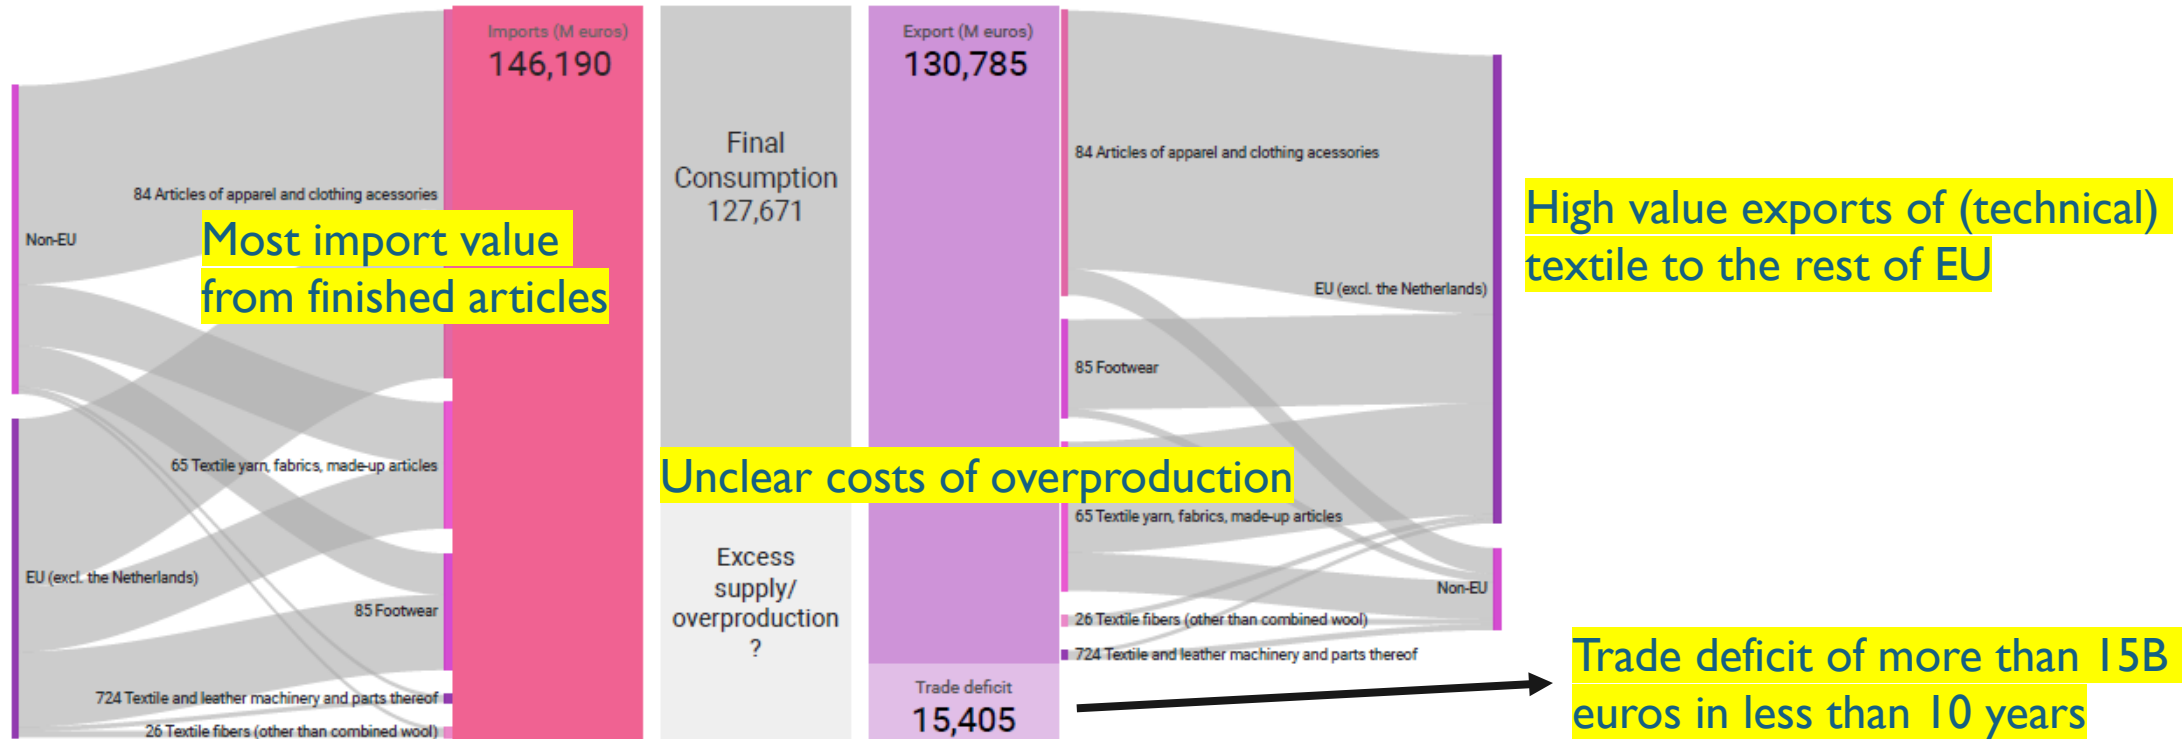 Imports (M euros)
146,190
Export (M euros)
130,785
Final
Consumption
127,671
84 Articles of apparel and clothing acessories
Non-EU
Most import value
from finished articles
65 Textile yarn, fabrics, made-up articles
EU (excl. the Netherlands)
85 Footwear
724 Textile and leather machinery and parts thereof
26 Textile fibers (other than combined wool)
Unclear costs of overproduction
Excess
supply/
overproduction
?
Trade deficit
15,405
84 Articles of apparel and clothing acessories
EU (excl. the Netherlands)
85 Footwear
65 Textile yarn, fabrics, made-up articles
Non-EU
26 Textile fibers (other than combined wool)
724 Textile and leather machinery and parts thereof
High value exports of (technical)
textile to the rest of EU
Trade deficit of more than 15B
euros in less than 10 years